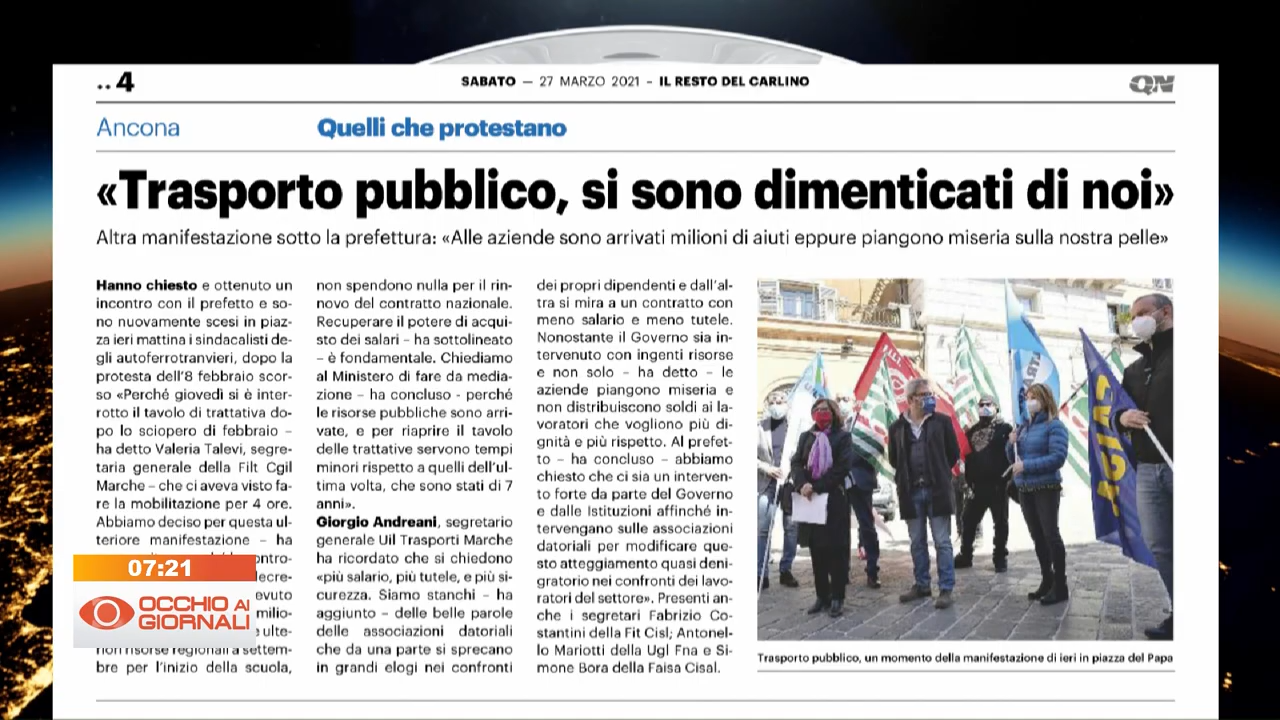 ..4
SABATO — 27 MARZO 2021 – IL RESTO DEL CARLINO
QN
Ancona
Quelli che protestano
«Trasporto pubblico, si sono dimenticati di noi»
Altra manifestazione sotto la prefettura: «Alle aziende sono arrivati milioni di aiuti eppure piangono miseria sulla nostra pelle»
Hanno chiesto e ottenuto un
incontro con il prefetto e so-
no nuovamente scesi in piaz-
za ieri mattina i sindacalisti de-
gli autoferrotranvieri, dopo la
protesta dell'8 febbraio scor-
so «Perché giovedì si è inter-
rotto il tavolo di trattativa do-
po lo sciopero di febbraio –
ha detto Valeria Talevi, segre-
taria generale della Filt Cgil
Marche – che ci aveva visto fa-
re la mobilitazione per 4 ore.
Abbiamo deciso per questa ul-
teriore manifestazione – ha
non risorse regionali a settem-
bre per l'inizio della scuola,
non spendono nulla per il rin-
novo del contratto nazionale.
Recuperare il potere di acqui-
sto dei salari – ha sottolineato
– è fondamentale. Chiediamo
al Ministero di fare da media-
zione – ha concluso - perché
le risorse pubbliche sono arri-
vate, e per riaprire il tavolo
delle trattative servono tempi
minori rispetto a quelli dell'ul-
tima volta, che sono stati di 7
anni».
Giorgio Andreani, segretario
generale Uil Trasporti Marche
ha ricordato che si chiedono
«più salario, più tutele, e più si-
curezza. Siamo stanchi – ha
aggiunto – delle belle parole
delle associazioni datoriali
che da una parte si sprecano
in grandi elogi nei confronti
dei propri dipendenti e dall'al-
tra si mira a un contratto con
meno salario e meno tutele.
Nonostante il Governo sia in-
tervenuto con ingenti risorse
e non solo – ha detto – le
aziende piangono miseria e
non distribuiscono soldi ai la-
voratori che vogliono più di-
gnità e più rispetto. Al prefet-
to – ha concluso – abbiamo
chiesto che ci sia un interven-
to forte da parte del Governo
e dalle Istituzioni affinché in-
tervengano sulle associazioni
datoriali per modificare que-
sto atteggiamento quasi deni-
gratorio nei confronti dei lavo-
ratori del settore». Presenti an-
che i segretari Fabrizio Co-
stantini della Fit Cisl; Antonel-
lo Mariotti della Ugl Fna e Si-
mone Bora della Faisa Cisal.
Trasporto pubblico, un momento della manifestazione di ieri in piazza del Papa
07:21
OCCHIO AI
GIORNALI